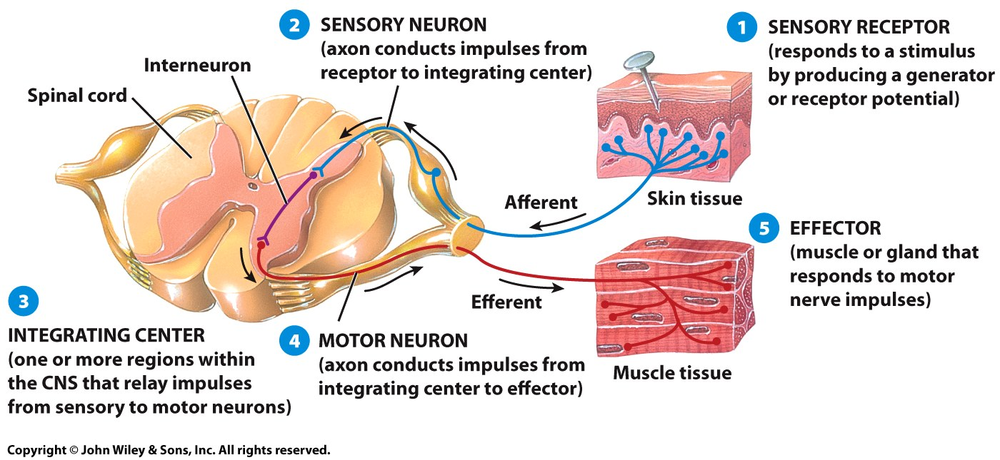 2 SENSORY NEURON
(axon conducts impulses from
receptor to integrating center)
1 SENSORY RECEPTOR
(responds to a stimulus
by producing a generator
or receptor potential)
Interneuron
Spinal cord
Skin tissue
Afferent
5 EFFECTOR
(muscle or gland that
responds to motor
nerve impulses)
Efferent
3
INTEGRATING CENTER
(one or more regions within
the CNS that relay impulses
from sensory to motor neurons)
4 MOTOR NEURON
(axon conducts impulses from
integrating center to effector)
Muscle tissue
Copyright © John Wiley & Sons, Inc. All rights reserved.